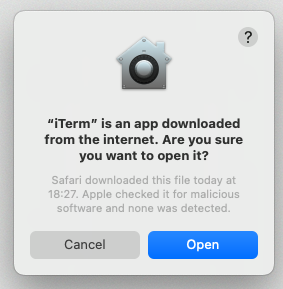 ?
“iTerm” is an app downloaded
from the internet. Are you sure
you want to open it?
Safari downloaded this file today at
18:27. Apple checked it for malicious
software and none was detected.
Cancel
Open